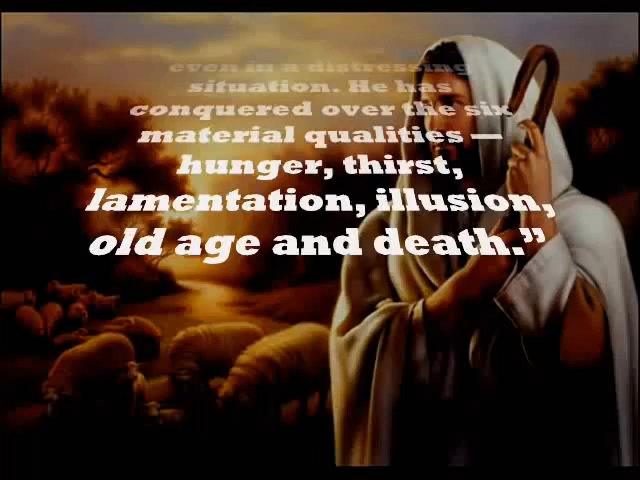 even in a distressing
situation. He has
conquered over the six
material qualities —
hunger, thirst,
lamentation, illusion,
old age and death.”